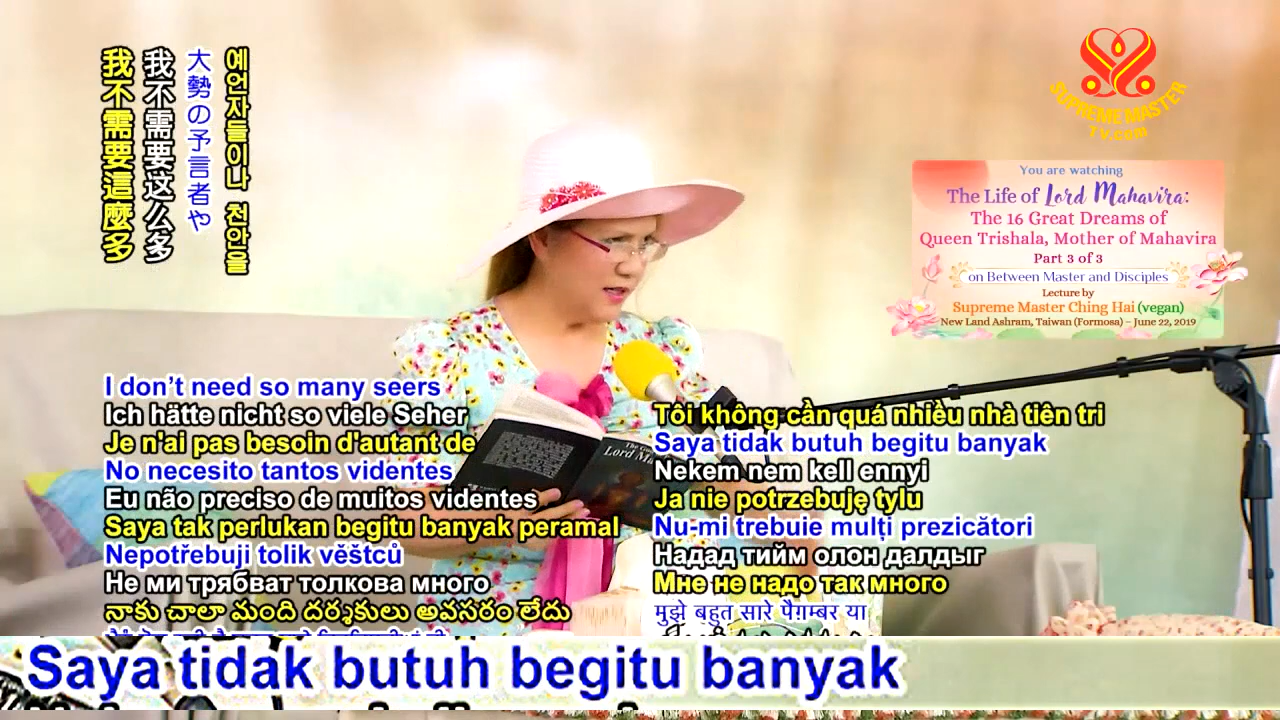 我不需要這麼多
我不需要这么多
大勢の予言者や
예언자들이나 천안을
SUPREME MASTER
TV.COM
You are watching
The Life of Lord Mahavira:
The 16 Great Dreams of
Queen Trishala, Mother of Mahavira
Part 3 of 3
on Between Master and Disciples
Lecture by
Supreme Master Ching Hai (vegan)
New Land Ashram, Taiwan (Formosa) – June 22, 2019
I don't need so many seers
Ich hätte nicht so viele Seher
Je n'ai pas besoin d'autant de
No necesito tantos videntes
Eu não preciso de muitos videntes
Saya tak perlukan begitu banyak peramal
Nepotřebuji tolik věštců
Не ми трябват толкова много
నాకు చాలా మంది దర్శకులు అవసరం లేదు
Tôi không cần quá nhiều nhà tiên tri
Saya tidak butuh begitu banyak
Nekem nem kell ennyi
Ja nie potrzebuję tylu
Nu-mi trebuie mulți prezicători
Надад тийм олон далдыг
Мне не надо так много
मुझे बहुत सारे पैग़म्बर या
Lord
Saya tidak butuh begitu banyak